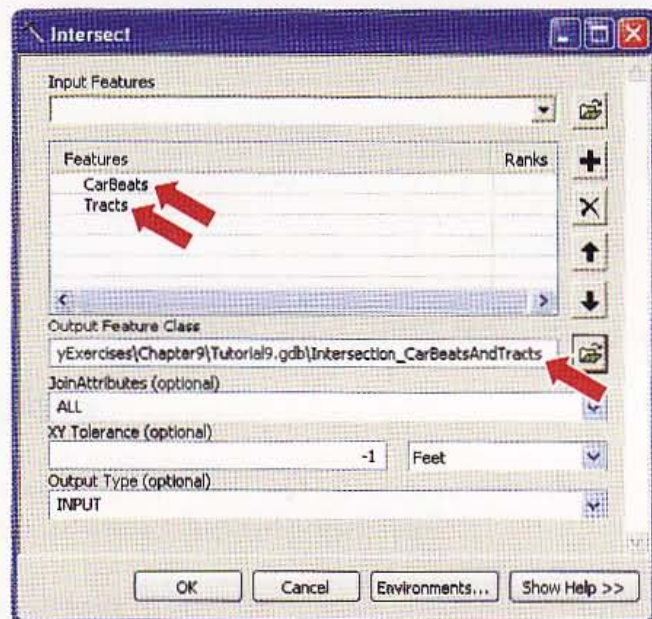 Intersect
Input Features
Features Ranks
CarBeats
Tracts
Output Feature Class
yExercises\Chapter9\Tutorial9.gdb\Intersection_CarBeatsAndTracts
JoinAttributes (optional)
ALL
XY Tolerance (optional)
-1 Feet
Output Type (optional)
INPUT
OK Cancel Environments... Show Help >>